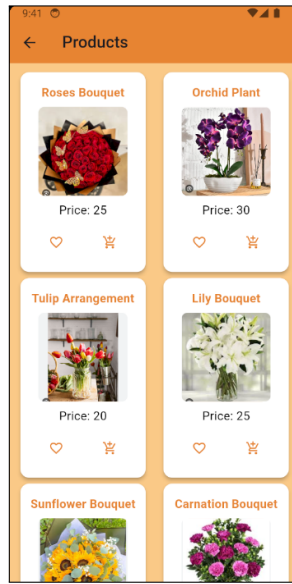 9:41
Products
Roses Bouquet
Orchid Plant
Price: 25
Price: 30
Tulip Arrangement
Lily Bouquet
Price: 20
Price: 25
Sunflower Bouquet
Carnation Bouquet